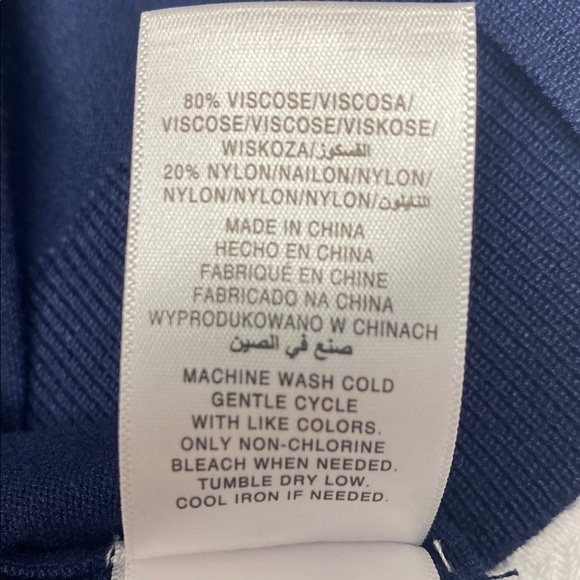 80% VISCOSE/VISCOSA/
VISCOSE/VISCOSE/VISKOSE/
WISKOZA/الفسكوز
20% NYLON/NAILON/NYLON/
NYLON/NYLON/NYLON/النايلون
MADE IN CHINA
HECHO EN CHINA
FABRIQUÉ EN CHINE
FABRICADO NA CHINA
WYPRODUKOWANO W CHINACH
صنع في الصين
MACHINE WASH COLD
GENTLE CYCLE
WITH LIKE COLORS.
ONLY NON-CHLORINE
BLEACH WHEN NEEDED.
TUMBLE DRY LOW.
COOL IRON IF NEEDED.